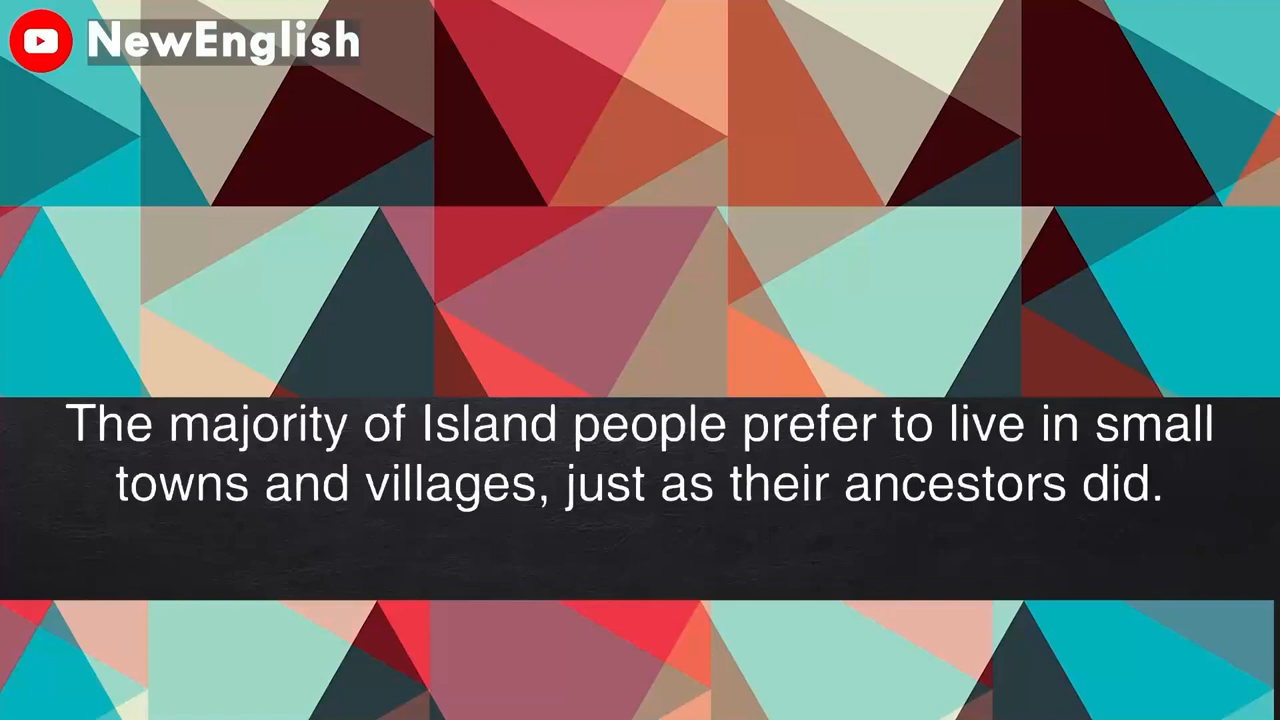 NewEnglish
The majority of Island people prefer to live in small
towns and villages, just as their ancestors did.